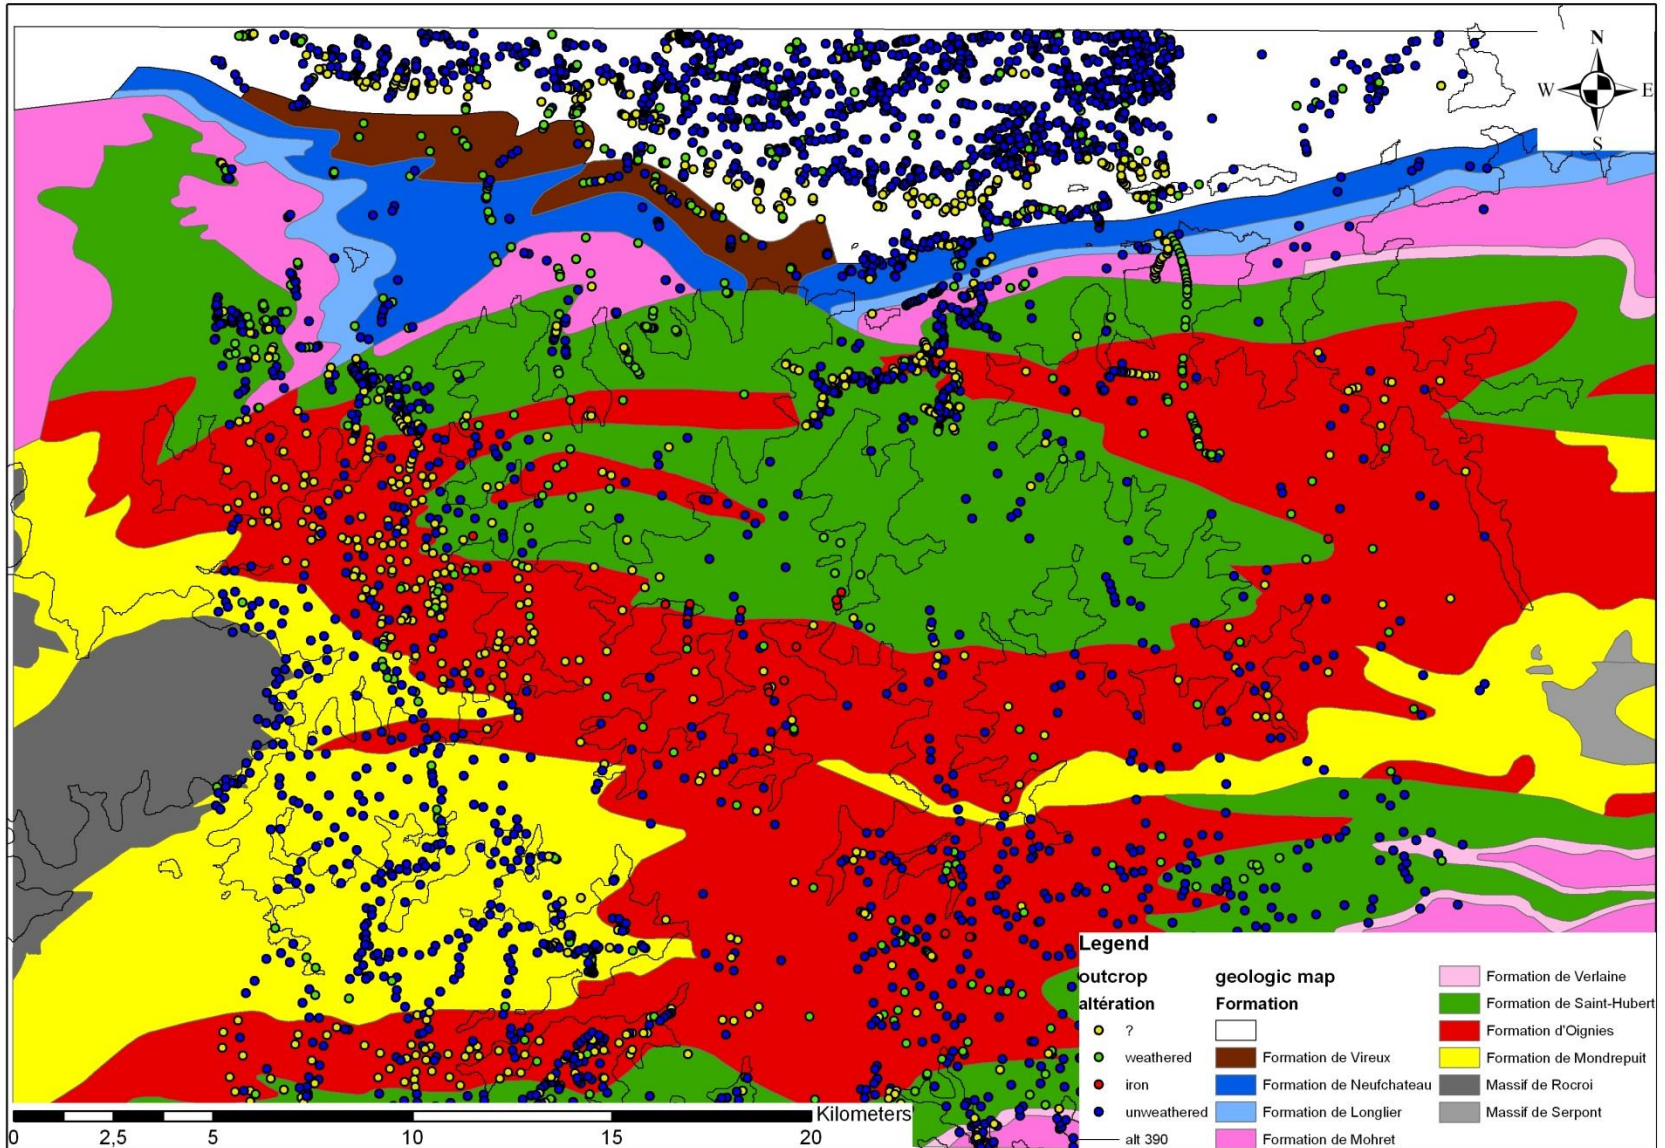 N
W E
S
Legend
outcrop
altération
?
weathered
iron
unweathered
alt 390
geologic map
Formation
Formation de Vireux
Formation de Neufchateau
Formation de Longlier
Formation de Mohret
Formation de Verlaine
Formation de Saint-Hubert
Formation d'Oignies
Formation de Mondrepuit
Massif de Rocroi
Massif de Serpont
Kilometers
0 2,5 5 10 15 20